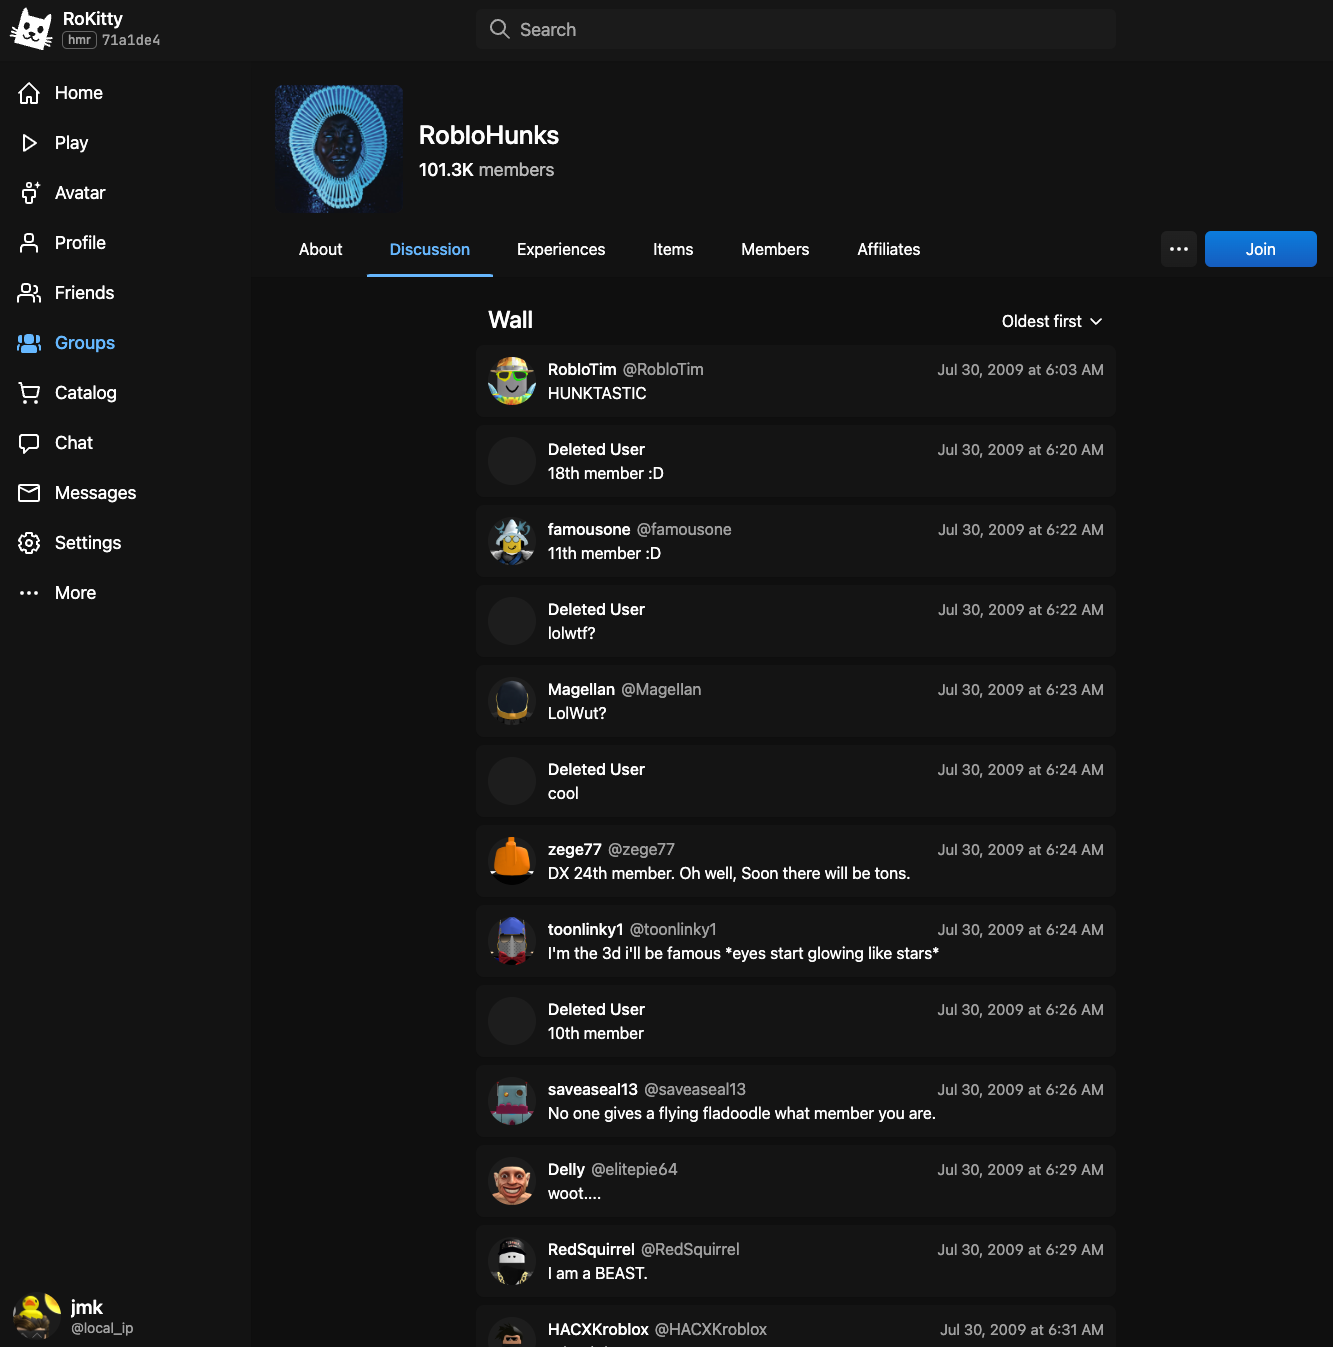 RoKitty
hmr 71a1de4
Search
Home
Play
Avatar
Profile
Friends
Groups
Catalog
Chat
Messages
Settings
More
RobloHunks
101.3K members
About Discussion Experiences Items Members Affiliates Join
Wall Oldest first
RobloTim @RobloTim Jul 30, 2009 at 6:03 AM
HUNKTASTIC
Deleted User Jul 30, 2009 at 6:20 AM
18th member :D
famousone @famousone Jul 30, 2009 at 6:22 AM
11th member :D
Deleted User Jul 30, 2009 at 6:22 AM
lolwtf?
Magellan @Magellan Jul 30, 2009 at 6:23 AM
LolWut?
Deleted User Jul 30, 2009 at 6:24 AM
cool
zege77 @zege77 Jul 30, 2009 at 6:24 AM
DX 24th member. Oh well, Soon there will be tons.
toonlinky1 @toonlinky1 Jul 30, 2009 at 6:24 AM
I'm the 3d i'll be famous *eyes start glowing like stars*
Deleted User Jul 30, 2009 at 6:26 AM
10th member
saveaseal13 @saveaseal13 Jul 30, 2009 at 6:26 AM
No one gives a flying fladoodle what member you are.
Delly @elitepie64 Jul 30, 2009 at 6:29 AM
woot....
RedSquirrel @RedSquirrel Jul 30, 2009 at 6:29 AM
I am a BEAST.
HACXKroblox @HACXKroblox Jul 30, 2009 at 6:31 AM
jmk
@local_ip